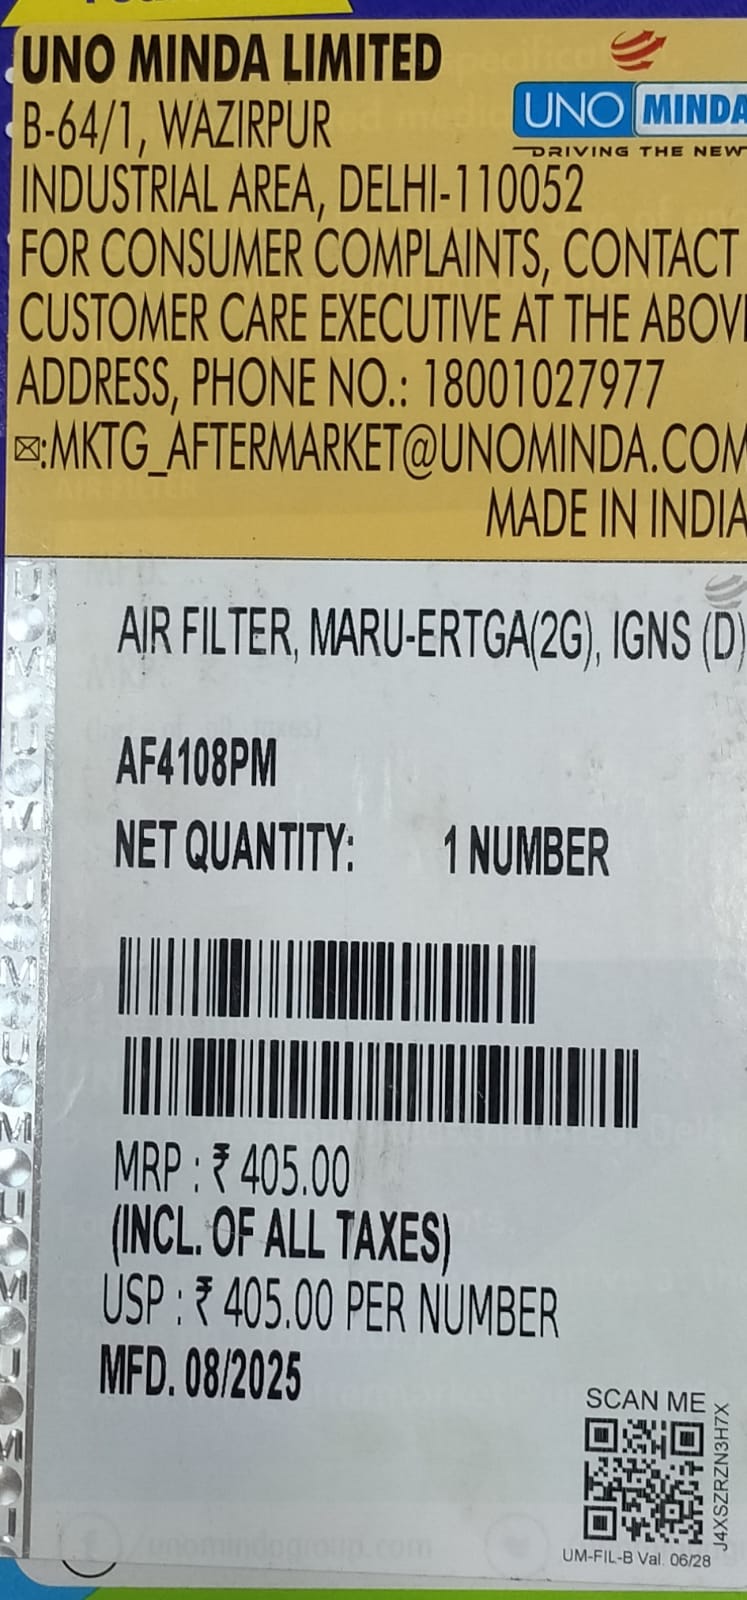 UNO MINDA LIMITED
UNO MINDA
DRIVING THE NEW
B-64/1, WAZIRPUR
INDUSTRIAL AREA, DELHI-110052
FOR CONSUMER COMPLAINTS, CONTACT
CUSTOMER CARE EXECUTIVE AT THE ABOVE
ADDRESS, PHONE NO.: 18001027977
✉:MKTG_AFTERMARKET@UNOMINDA.COM
MADE IN INDIA
AIR FILTER, MARU-ERTGA(2G), IGNS (D)
AF4108PM
NET QUANTITY: 1 NUMBER
MRP : ₹ 405.00
(INCL. OF ALL TAXES)
USP : ₹ 405.00 PER NUMBER
MFD. 08/2025
SCAN ME
J4XSZRZN3H7X
UM-FIL-B Val. 06/28